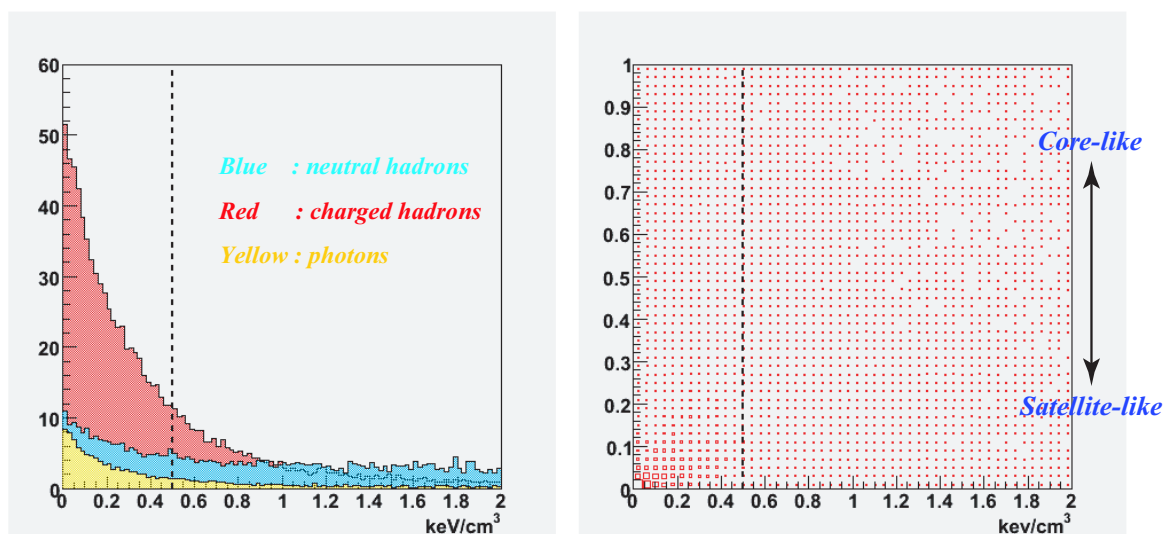 60
50
40
30
20
10
0
0 0.2 0.4 0.6 0.8 1 1.2 1.4 1.6 1.8 2
keV/cm3
Blue : neutral hadrons
Red : charged hadrons
Yellow : photons
1
0.9
0.8
0.7
0.6
0.5
0.4
0.3
0.2
0.1
0
0 0.2 0.4 0.6 0.8 1 1.2 1.4 1.6 1.8 2
kev/cm3
Core-like
Satellite-like